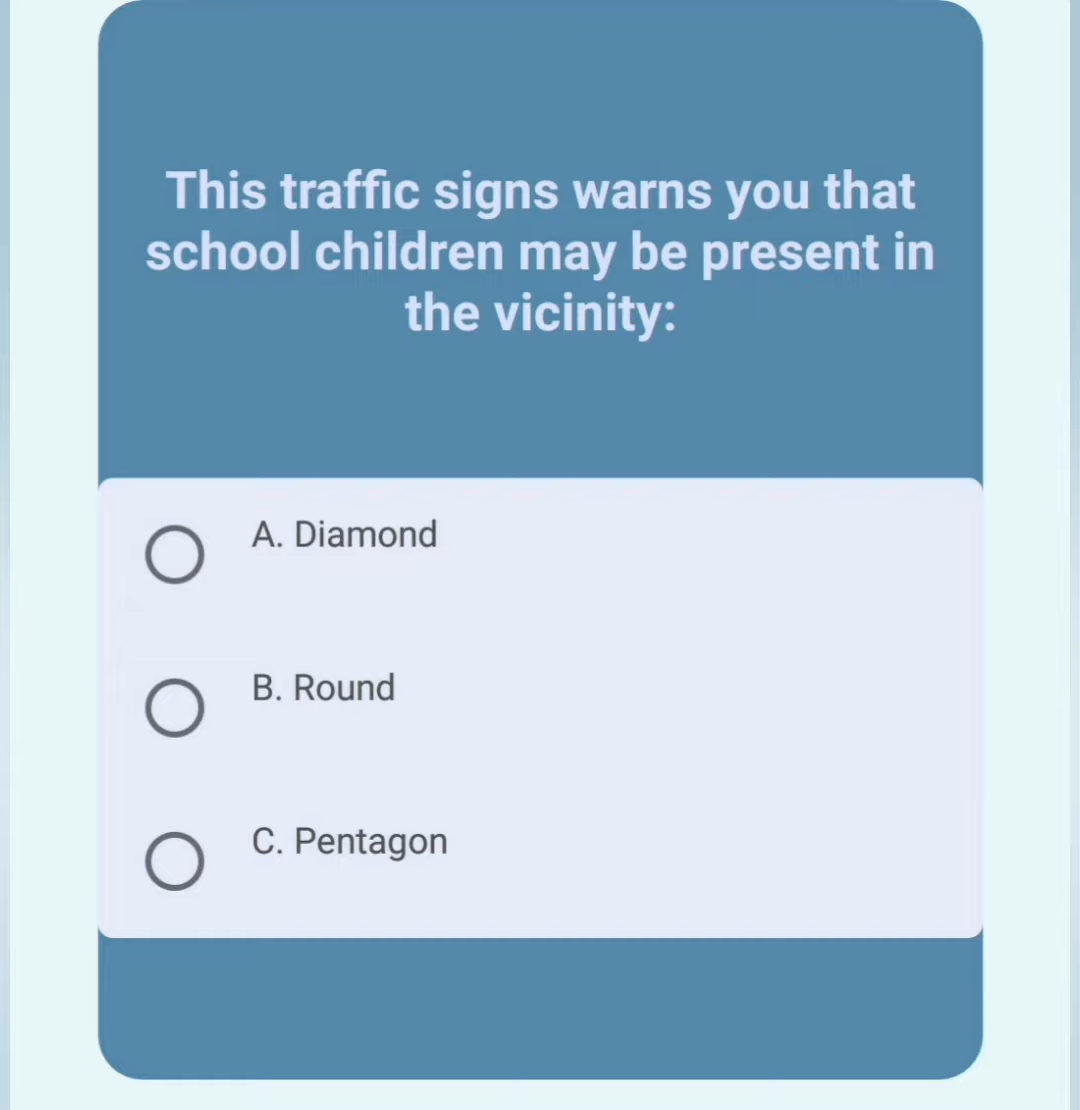 This traffic signs warns you that
school children may be present in
the vicinity:
A. Diamond
B. Round
C. Pentagon